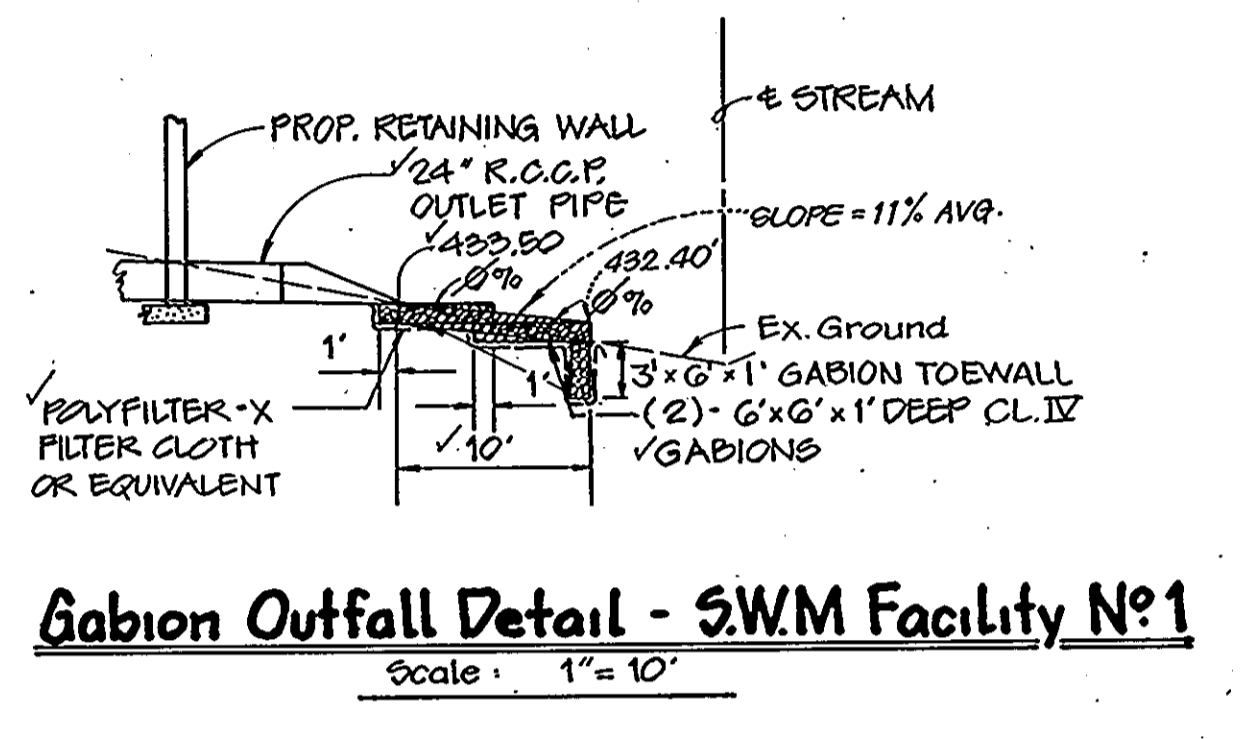 ℄ STREAM
PROP. RETAINING WALL
✓24" R.C.C.P.
OUTLET PIPE
✓433.50
Ø%
SLOPE = 11% AVG.
432.40'
Ø%
Ex. Ground
1'
1'
3'x6'x1' GABION TOEWALL
(2)- 6'x6'x1' DEEP CL. IV
✓GABIONS
✓POLYFILTER-X
FILTER CLOTH
OR EQUIVALENT
✓10'
Gabion Outfall Detail - S.W.M Facility Nº 1
Scale: 1"= 10'